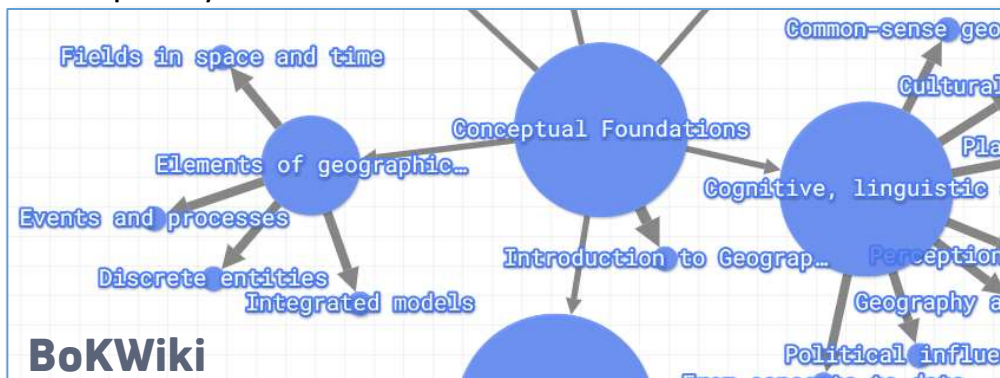 Common-sense geo
Fields in space and time
Cultural
Conceptual Foundations
Pla
Elements of geographic…
Cognitive, linguistic
Events and processes
Introduction to Geograp…
Perception
Discrete entities
Integrated models
Geography a
BoKWiki
Political influe